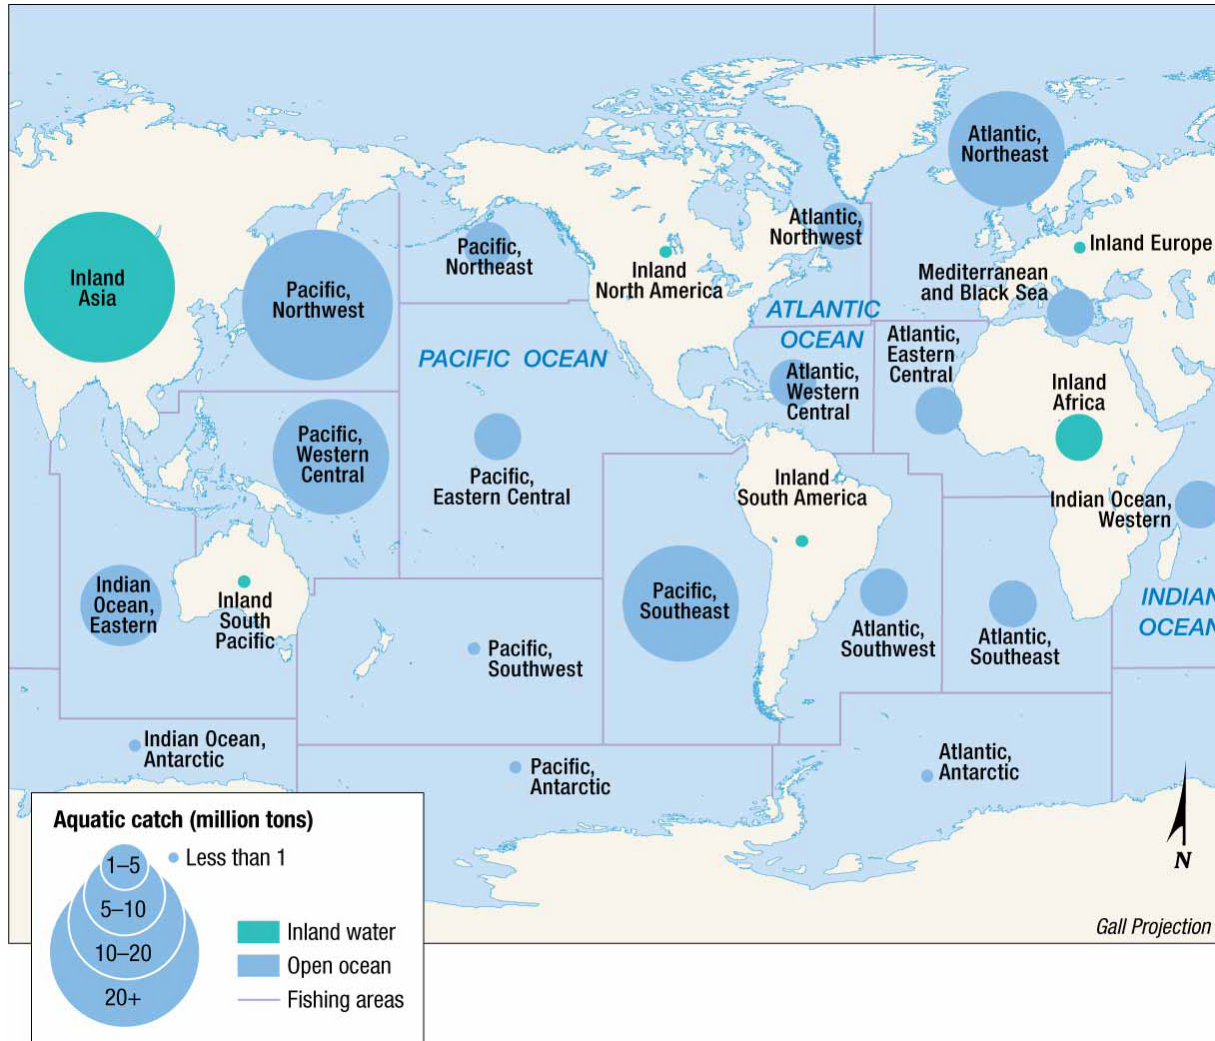 Atlantic,
Northeast
Atlantic,
Northwest
Pacific,
Northeast
Inland
North America
Inland Europe
Inland
Asia
Pacific,
Northwest
Mediterranean
and Black Sea
ATLANTIC
OCEAN
PACIFIC OCEAN
Atlantic,
Eastern
Central
Atlantic,
Western
Central
Inland
Africa
Pacific,
Western
Central
Pacific,
Eastern Central
Inland
South America
Indian Ocean,
Western
Indian
Ocean,
Eastern
Inland
South
Pacific
Pacific,
Southeast
INDIAN
OCEAN
Pacific,
Southwest
Atlantic,
Southwest
Atlantic,
Southeast
Indian Ocean,
Antarctic
Pacific,
Antarctic
Atlantic,
Antarctic
Aquatic catch (million tons)
1–5
Less than 1
5–10
10–20
20+
Inland water
Open ocean
Fishing areas
N
Gall Projection